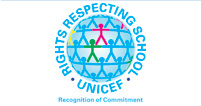 RIGHTS RESPECTING SCHOOL
• UNICEF •
Recognition of Commitment